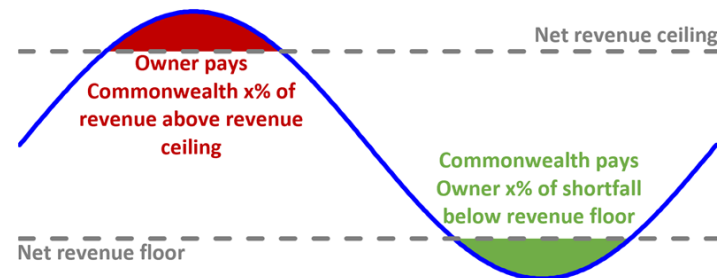 Net revenue ceiling
Owner pays
Commonwealth x% of
revenue above revenue
ceiling
Commonwealth pays
Owner x% of shortfall
below revenue floor
Net revenue floor